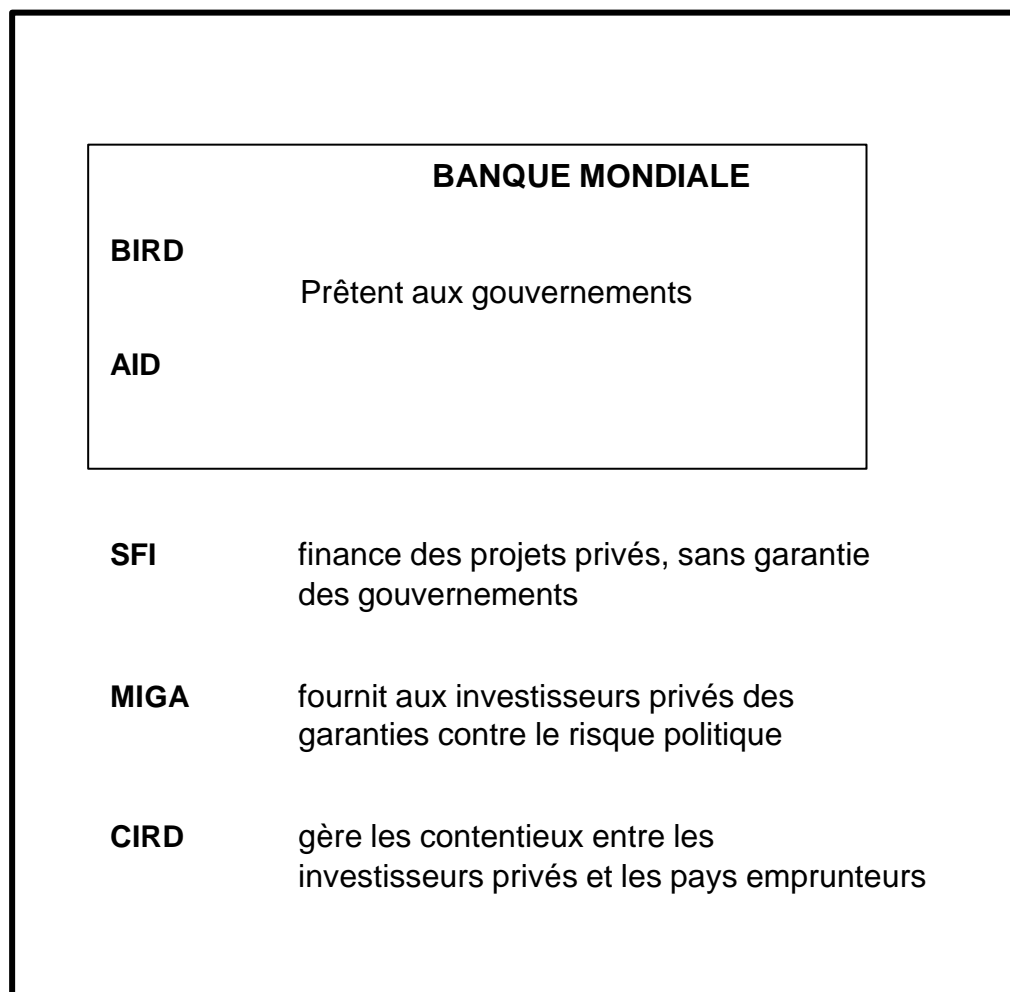 BANQUE MONDIALE
BIRD
Prêtent aux gouvernements
AID
SFI finance des projets privés, sans garantie
des gouvernements
MIGA fournit aux investisseurs privés des
garanties contre le risque politique
CIRD gère les contentieux entre les
investisseurs privés et les pays emprunteurs